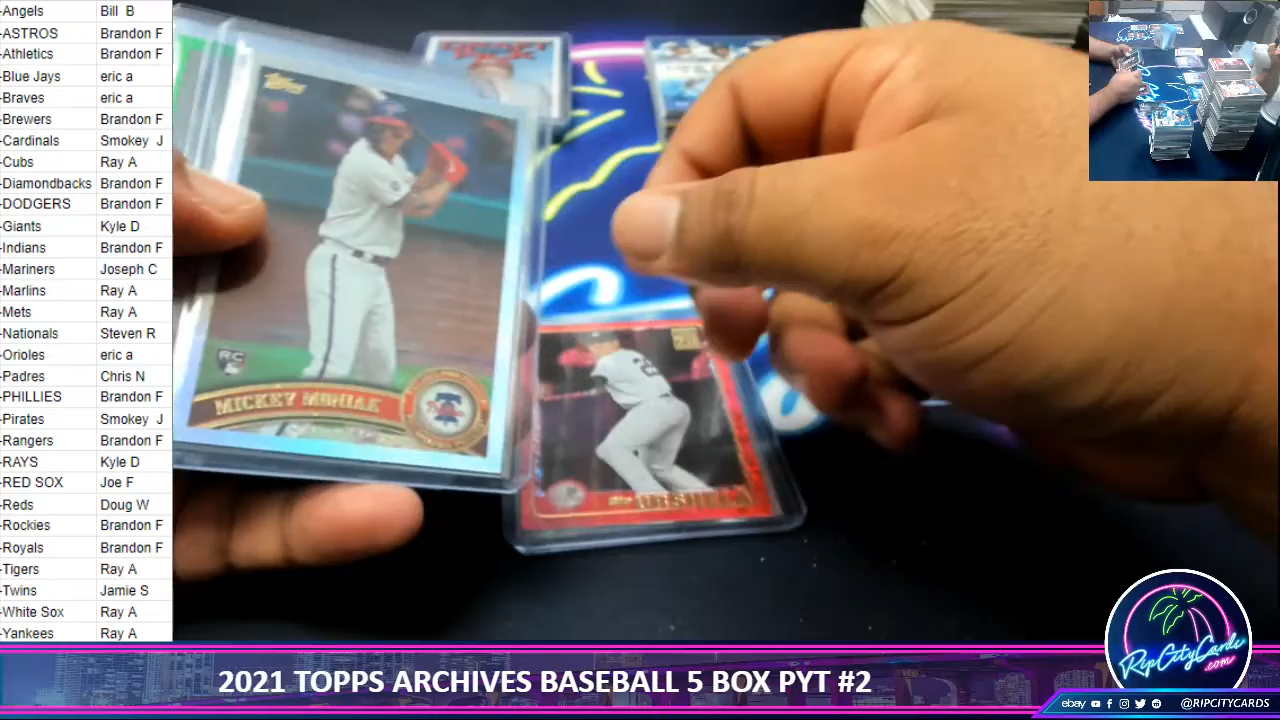 -Angels Bill B
-ASTROS Brandon F
-Athletics Brandon F
-Blue Jays eric a
-Braves eric a
-Brewers Brandon F
-Cardinals Smokey J
-Cubs Ray A
-Diamondbacks Brandon F
-DODGERS Brandon F
-Giants Kyle D
-Indians Brandon F
-Mariners Joseph C
-Marlins Ray A
-Mets Ray A
-Nationals Steven R
-Orioles eric a
-Padres Chris N
-PHILLIES Brandon F
-Pirates Smokey J
-Rangers Brandon F
-RAYS Kyle D
-RED SOX Joe F
-Reds Doug W
-Rockies Brandon F
-Royals Brandon F
-Tigers Ray A
-Twins Jamie S
-White Sox Ray A
-Yankees Ray A
Topps
RC
MICKEY MONIAK
URSHELA
RipCityCards
.com
2021 TOPPS ARCHIVES BASEBALL 5 BOX PYT #2
ebay @RIPCITYCARDS